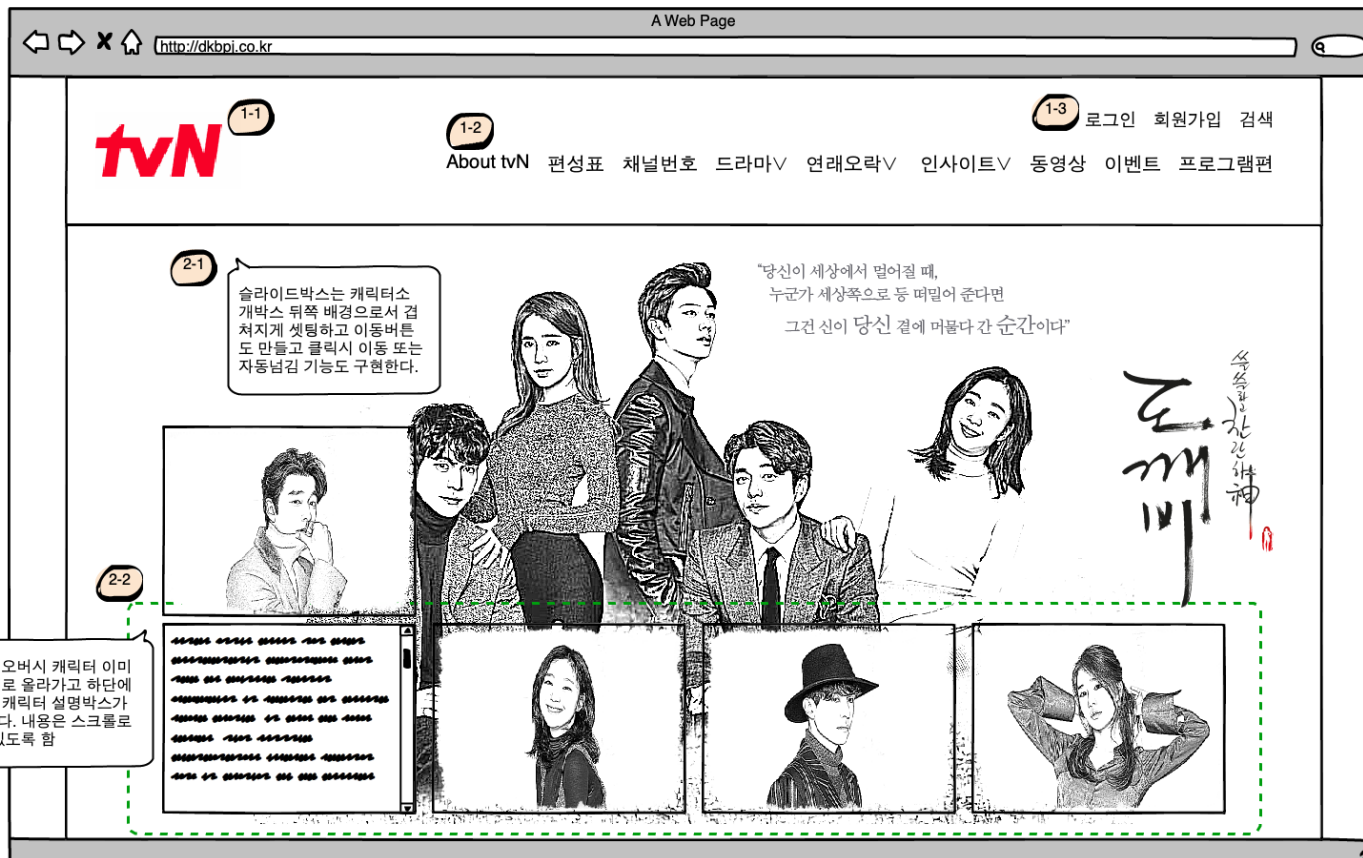 A Web Page
http://dkbpj.co.kr
tvN
1-1
1-2
1-3
로그인 회원가입 검색
About tvN 편성표 채널번호 드라마∨ 연래오락∨ 인사이트∨ 동영상 이벤트 프로그램편
2-1
슬라이드박스는 캐릭터소
개박스 뒤쪽 배경으로서 겹
쳐지게 셋팅하고 이동버튼
도 만들고 클릭시 이동 또는
자동넘김 기능도 구현한다.
“당신이 세상에서 멀어질 때,
누군가 세상쪽으로 등 떠밀어 준다면
그건 신이 당신 곁에 머물다 간 순간이다”
쓸쓸하고 찬란하神
도깨비
2-2
오버시 캐릭터 이미
로 올라가고 하단에
캐릭터 설명박스가
다. 내용은 스크롤로
있도록 함